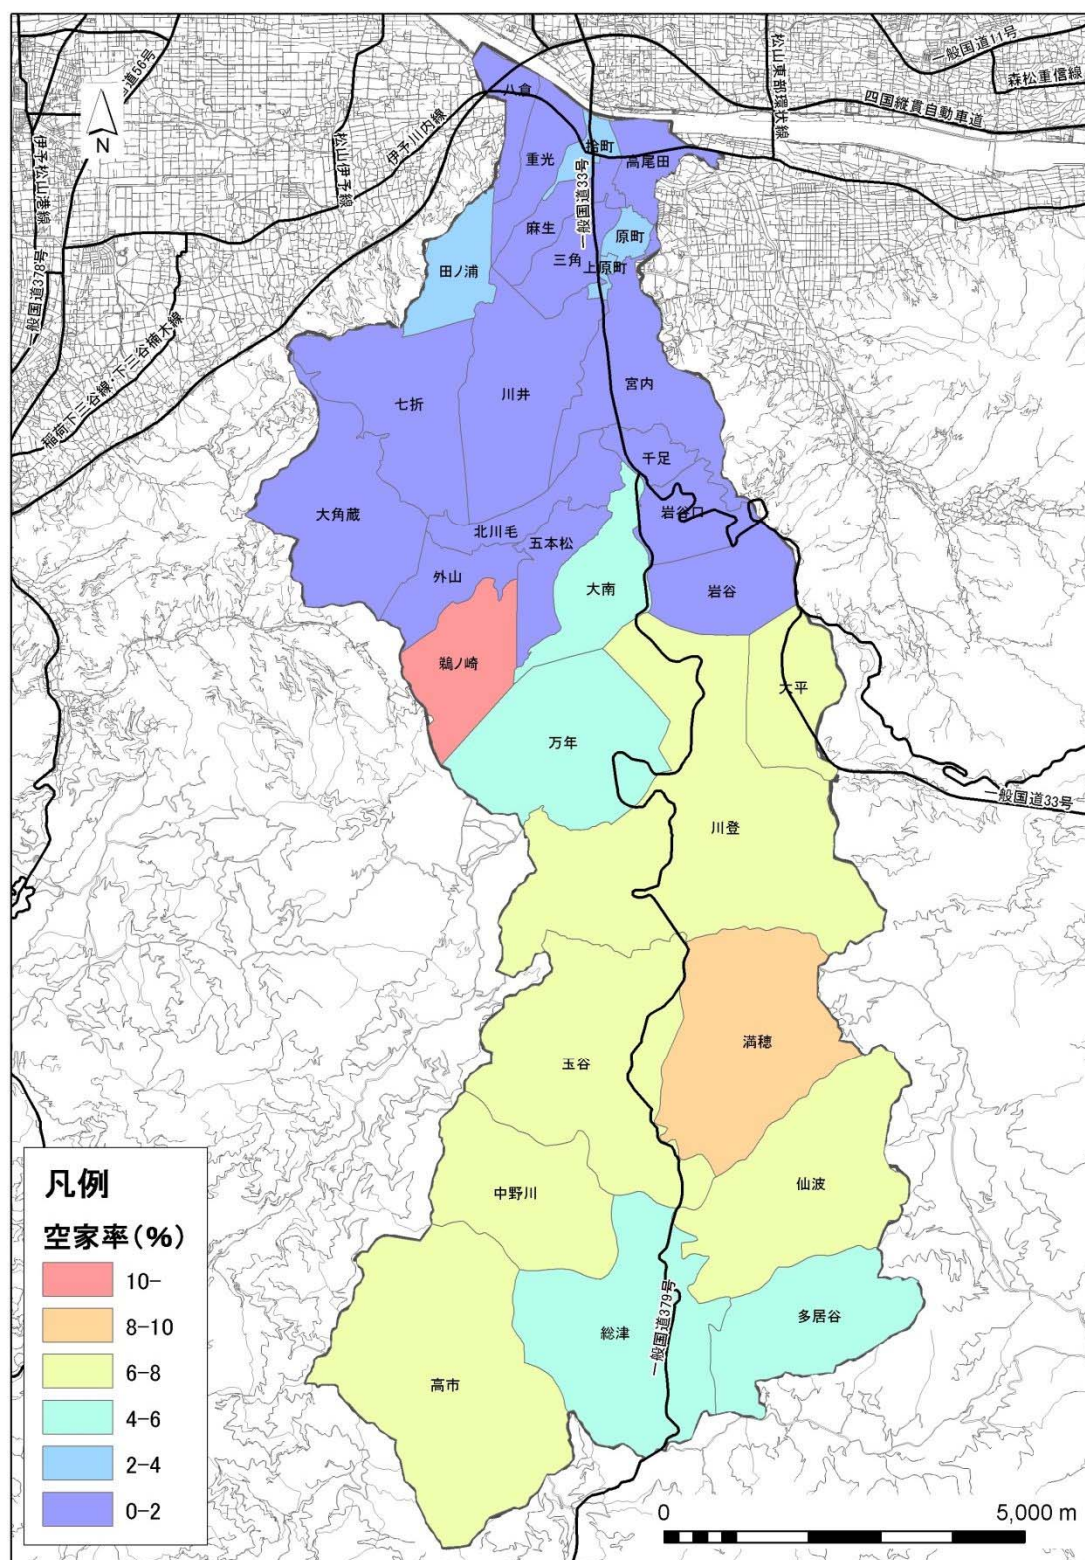 一般国道11号
森松重信線
四国縦貫自動車道
松山東部環状線
伊予松山港線
伊予川内線
松山伊予線
一般国道378号
稲荷下三谷線・下三谷楠木線
一般国道33号
N
八倉
重光
拾町
高尾田
麻生
原町
三角
上原町
田ノ浦
宮内
川井
七折
千足
大角蔵
岩谷口
北川毛
五本松
外山
大南
岩谷
鵜ノ崎
大平
万年
一般国道33号
川登
満穂
玉谷
中野川
仙波
一般国道379号
多居谷
総津
高市
凡例
空家率(%)
10-
8-10
6-8
4-6
2-4
0-2
0 5,000 m